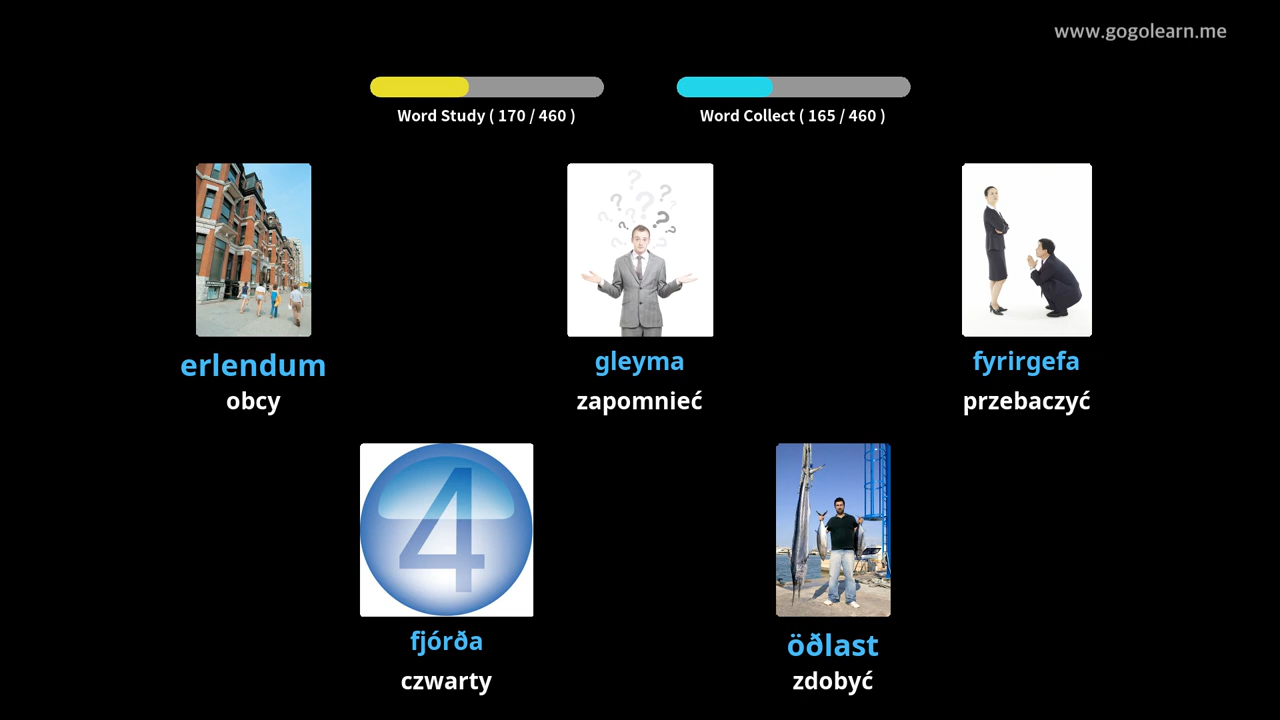 www.gogolearn.me
Word Study ( 170 / 460 )
Word Collect ( 165 / 460 )
erlendum
obcy
gleyma
zapomnieć
fyrirgefa
przebaczyć
4
fjórða
czwarty
öðlast
zdobyć